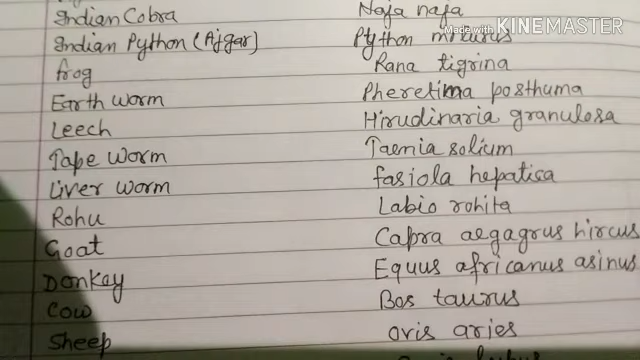 Indian Cobra Naja naja
Made with KINEMASTER
Indian Python (Ajgar) Python molurus
frog Rana tigrina
Earth worm Pheretima posthuma
Leech Hirudinaria granulosa
Tape worm Taenia solium
Liver worm fasiola hepatica
Rohu Labio rohita
Goat Capra aegagrus hircus
Donkey Equus africanus asinus
Cow Bos taurus
Sheep Ovis aries